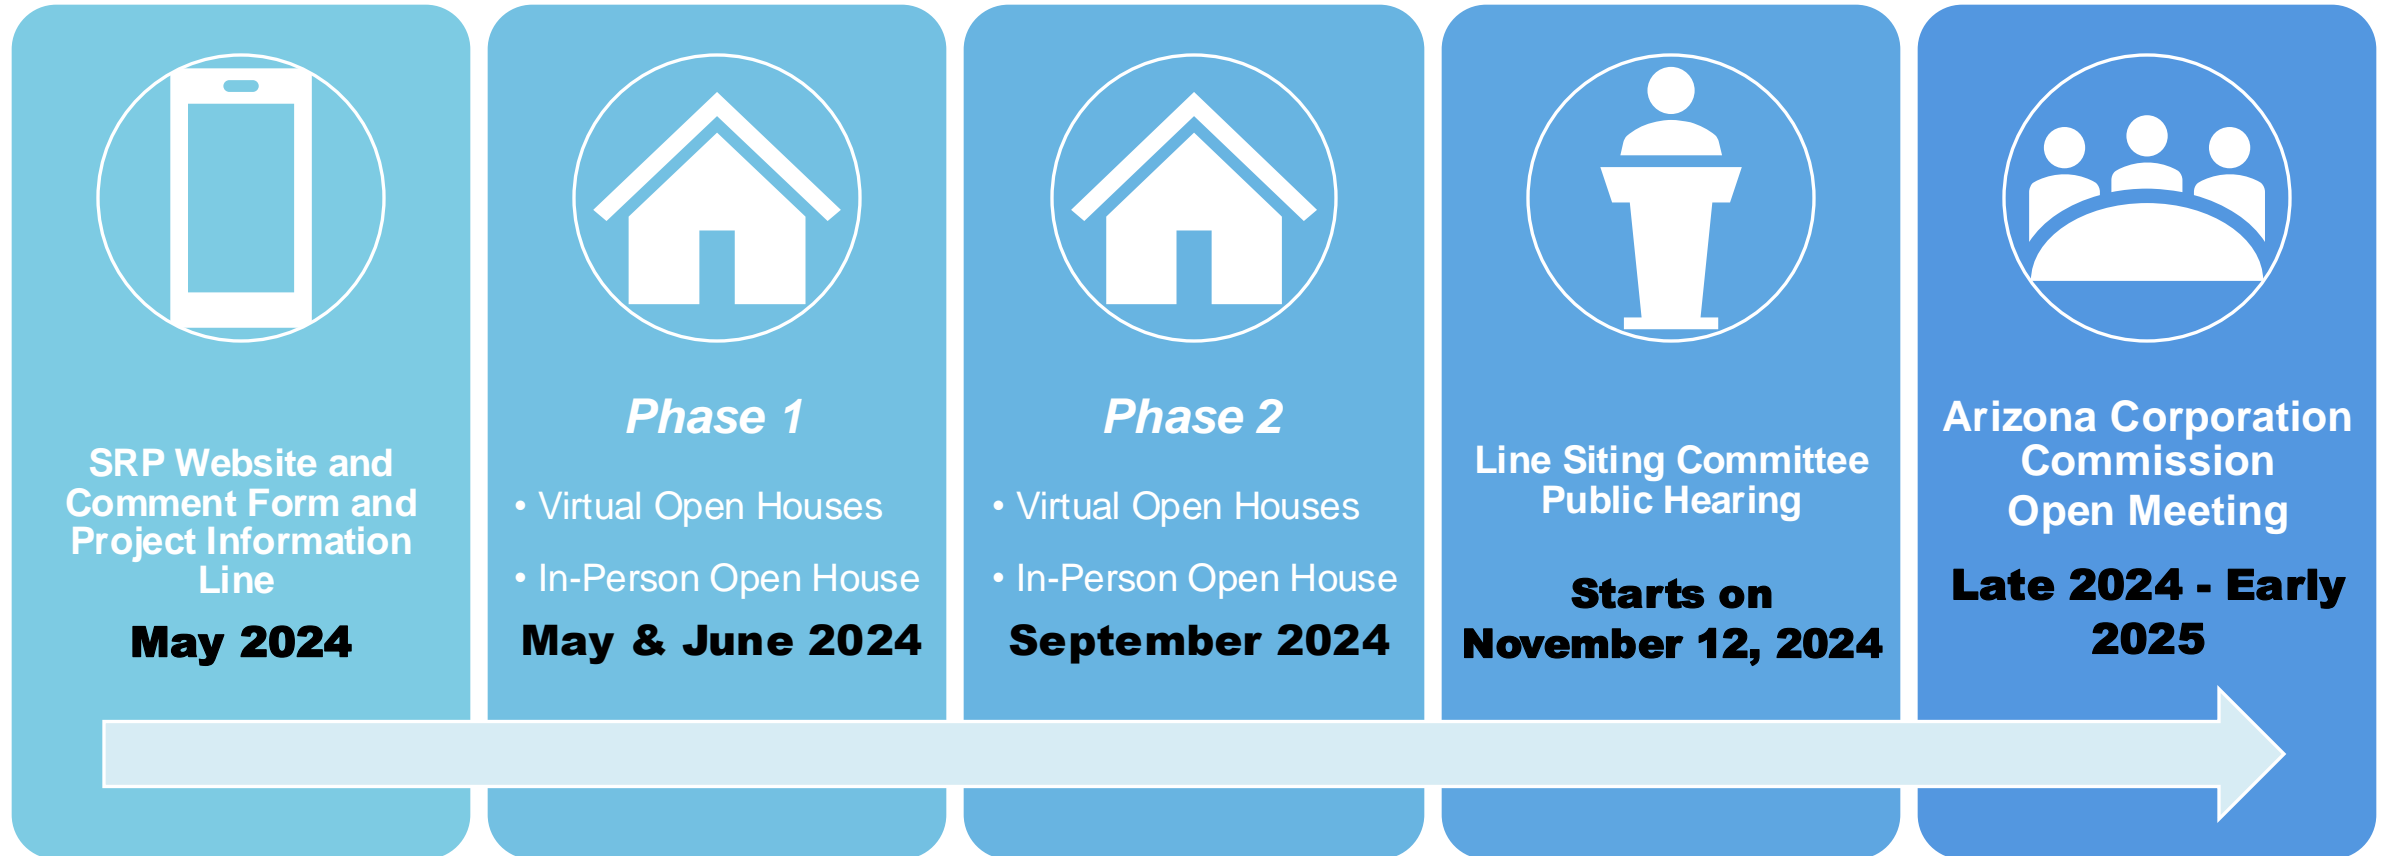 SRP Website and
Comment Form and
Project Information
Line
May 2024
Phase 1
• Virtual Open Houses
• In-Person Open House
May & June 2024
Phase 2
• Virtual Open Houses
• In-Person Open House
September 2024
Line Siting Committee
Public Hearing
Starts on
November 12, 2024
Arizona Corporation
Commission
Open Meeting
Late 2024 - Early
2025